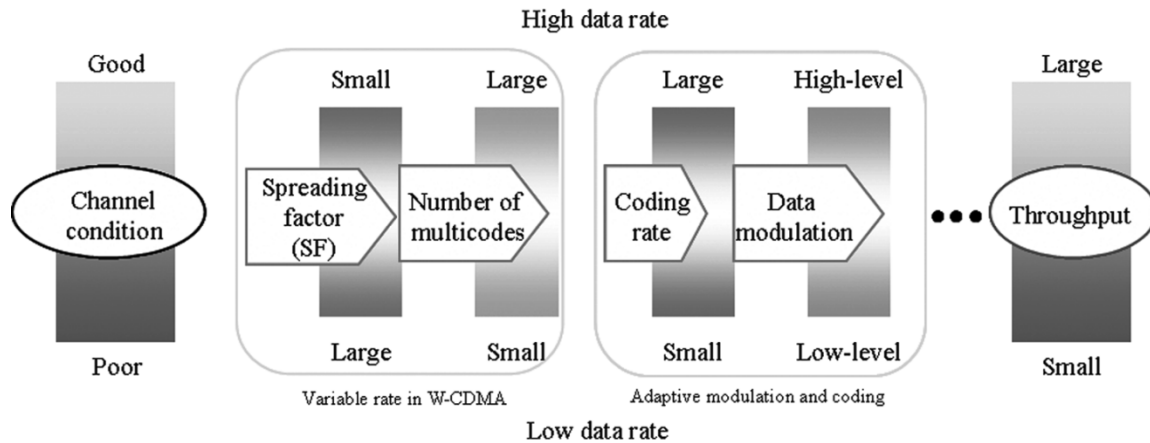 High data rate
Good
Small
Large
Large
High-level
Large
Channel
condition
Spreading
factor
(SF)
Number of
multicodes
Coding
rate
Data
modulation
Throughput
Poor
Large
Small
Small
Low-level
Small
Variable rate in W-CDMA
Adaptive modulation and coding
Low data rate